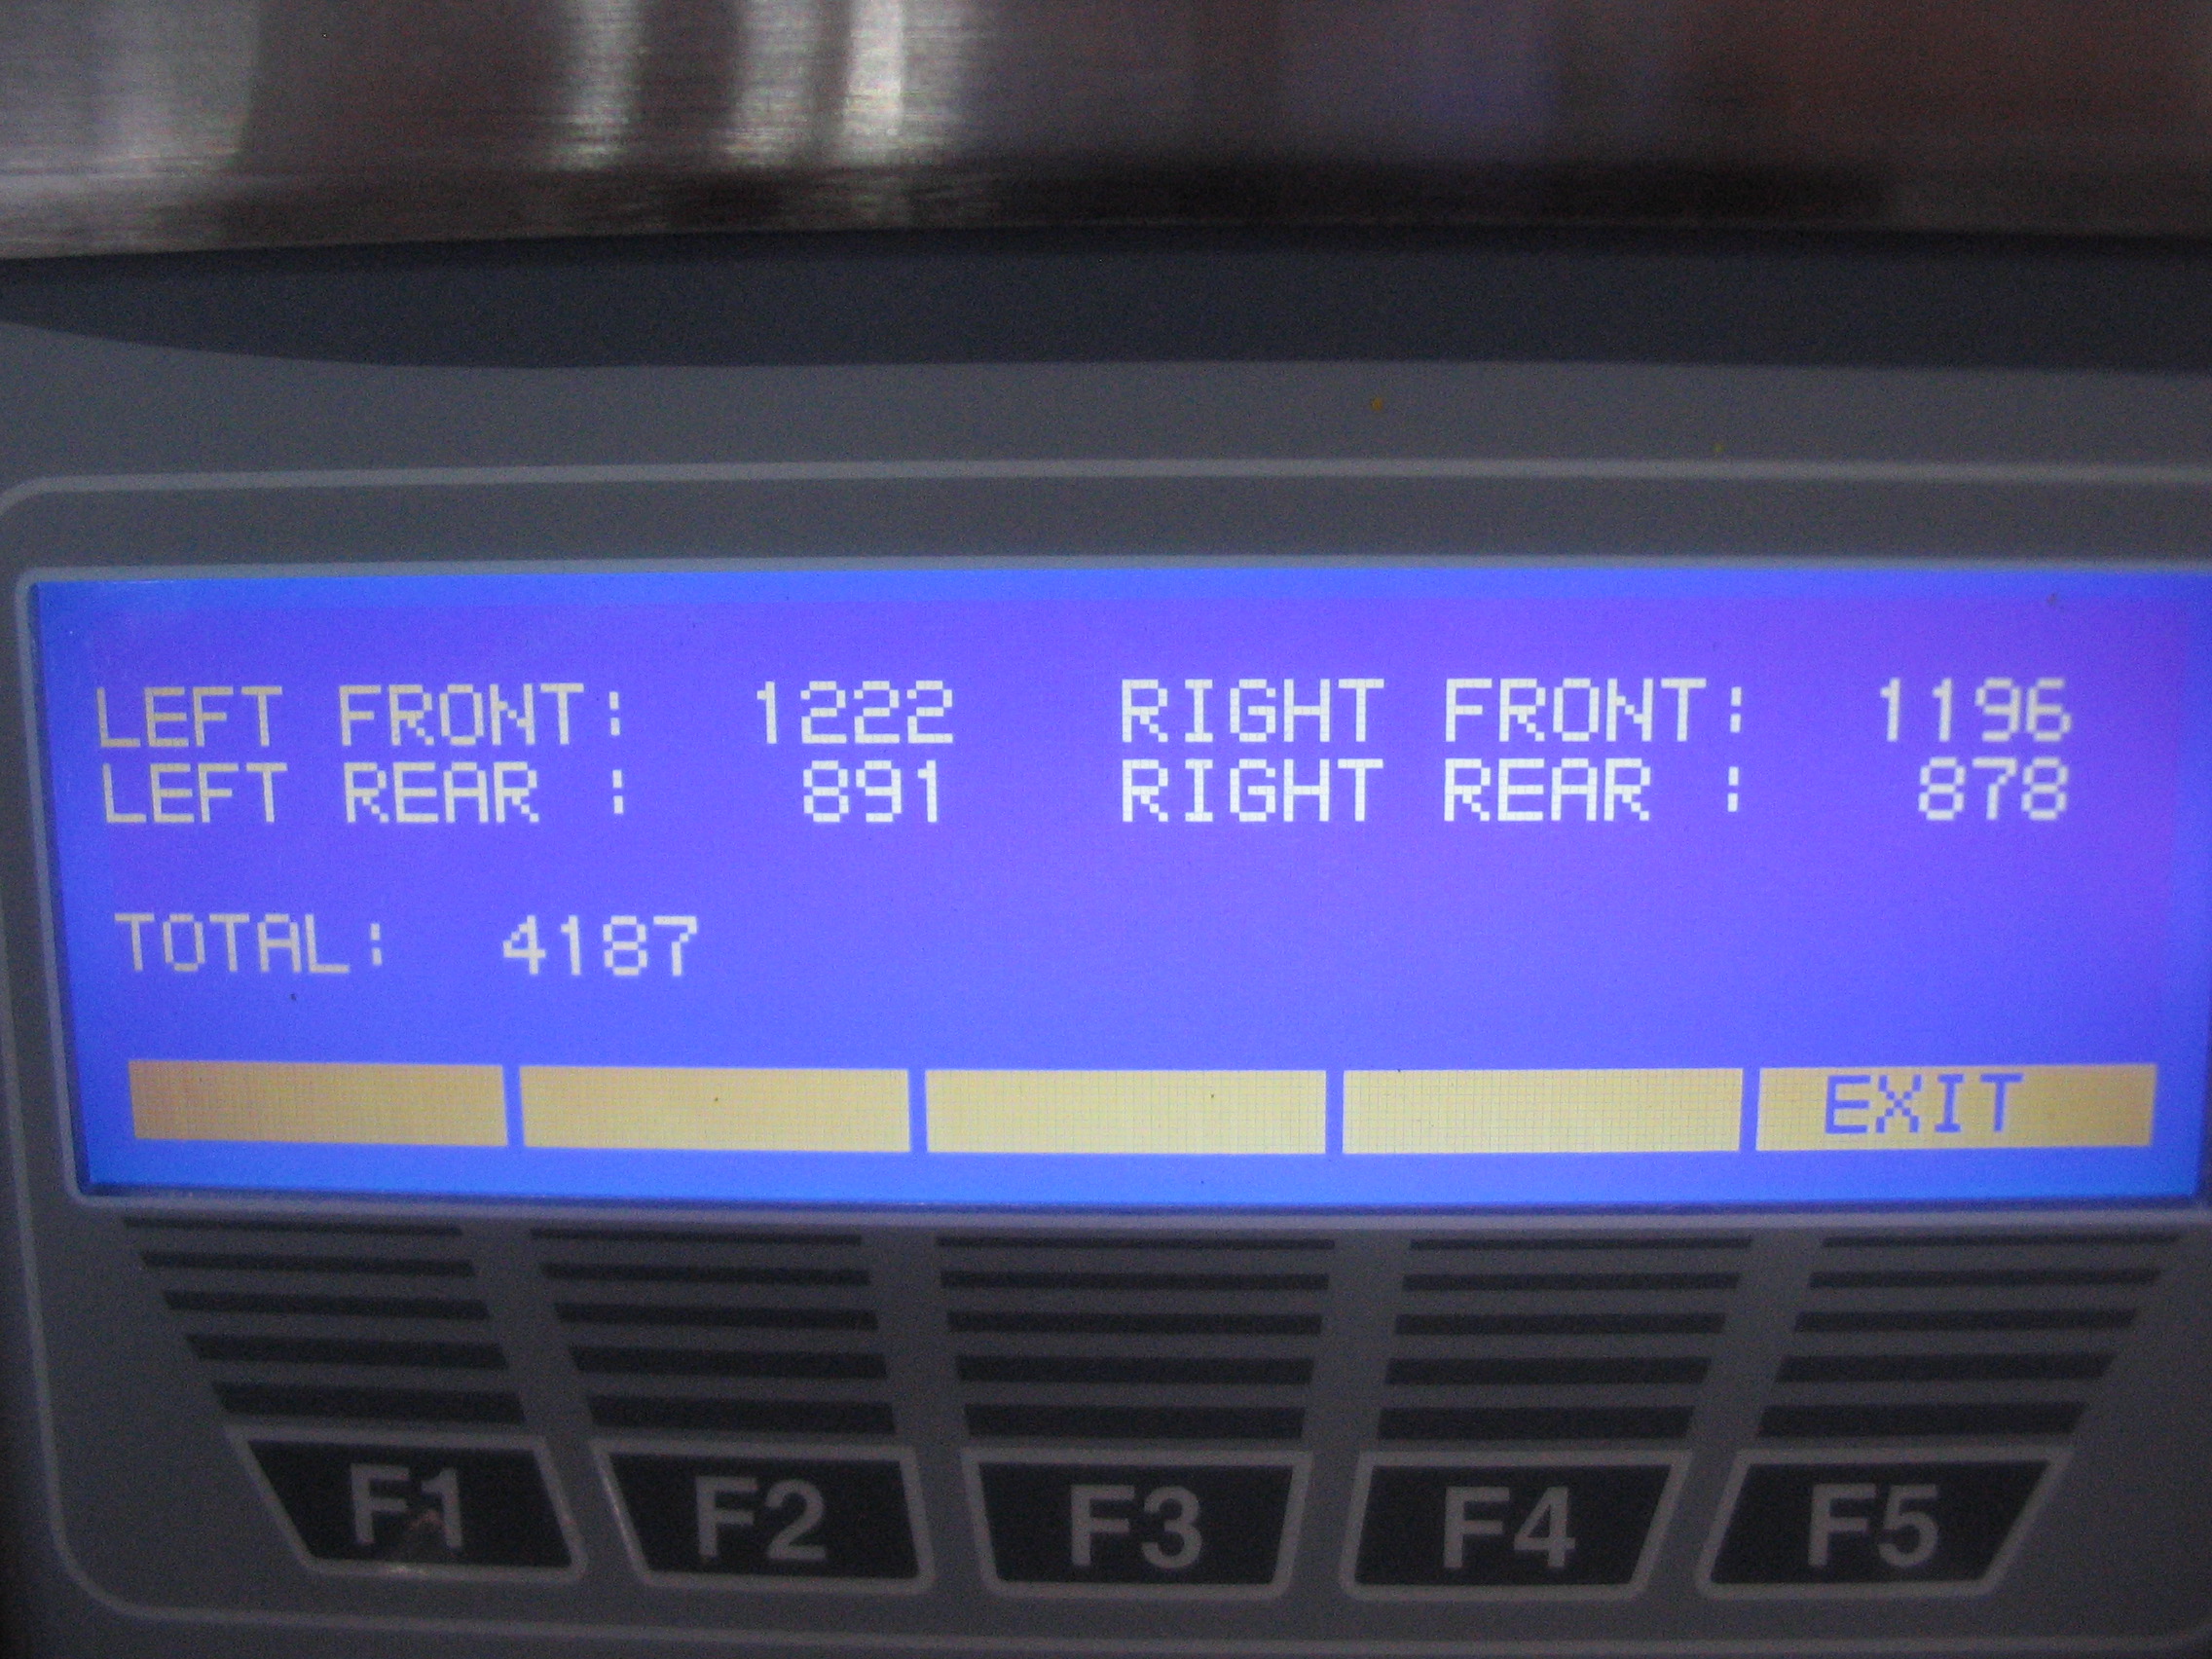 LEFT FRONT: 1222 RIGHT FRONT: 1196
LEFT REAR : 891 RIGHT REAR : 878
TOTAL: 4187
EXIT
F1 F2 F3 F4 F5